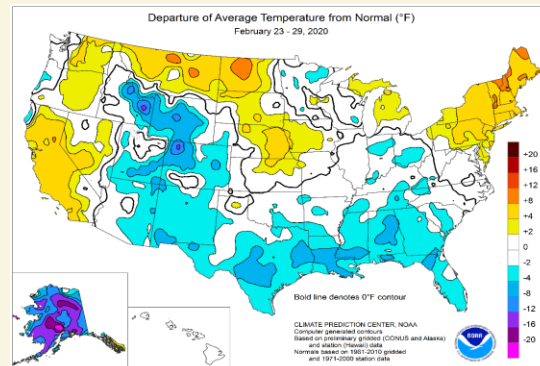 Departure of Average Temperature from Normal (°F)
February 23 - 29, 2020
+20
+16
+12
+10
+8
+6
+4
+2
0
-2
-4
-8
-12
-16
-20
Bold line denotes 0°F contour
CLIMATE PREDICTION CENTER, NOAA
Computer generated contours
Based on preliminary gridded (CONUS and Alaska)
and station (Hawaii) data
Normals based on 1981-2010 gridded
and 1971-2000 station data
NOAA